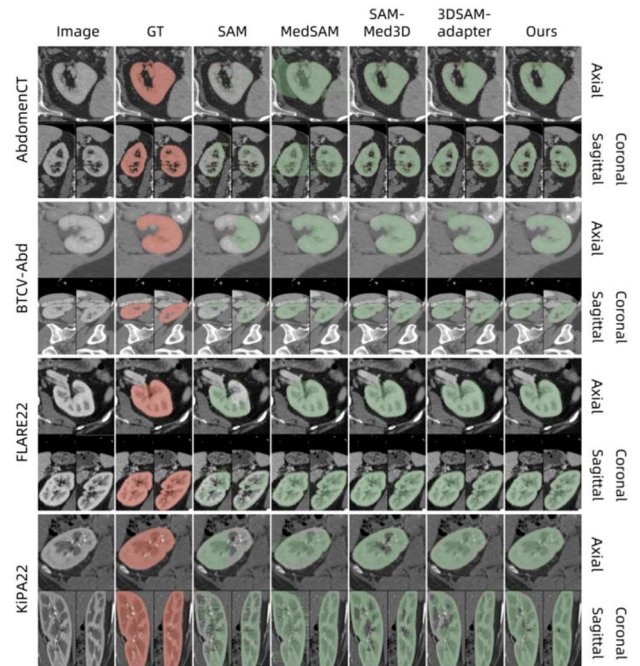 Image GT SAM MedSAM SAM-Med3D 3DSAM-adapter Ours
AbdomenCT
Axial
Sagittal
Coronal
BTCV-Abd
Axial
Sagittal
Coronal
FLARE22
Axial
Sagittal
Coronal
KiPA22
Axial
Sagittal
Coronal